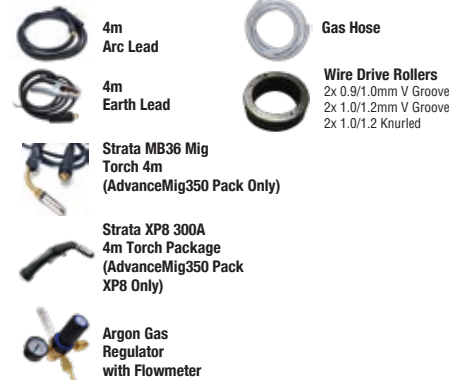 4m
Arc Lead
4m
Earth Lead
Strata MB36 Mig
Torch 4m
(AdvanceMig350 Pack Only)
Strata XP8 300A
4m Torch Package
(AdvanceMig350 Pack
XP8 Only)
Argon Gas
Regulator
with Flowmeter
Gas Hose
Wire Drive Rollers
2x 0.9/1.0mm V Groove
2x 1.0/1.2mm V Groove
2x 1.0/1.2 Knurled